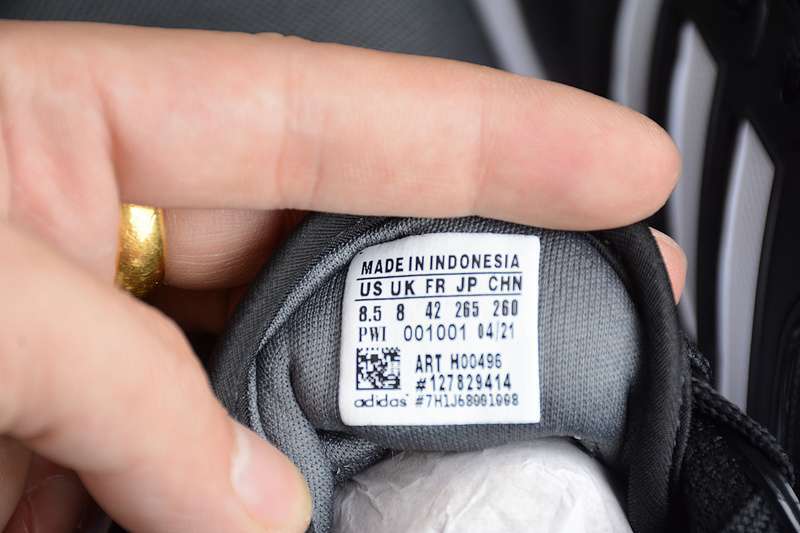 MADE IN INDONESIA
US UK FR JP CHN
8.5 8 42 265 260
PWI 001001 04|21
ART H00496
#127829414
adidas #7H1J68001098